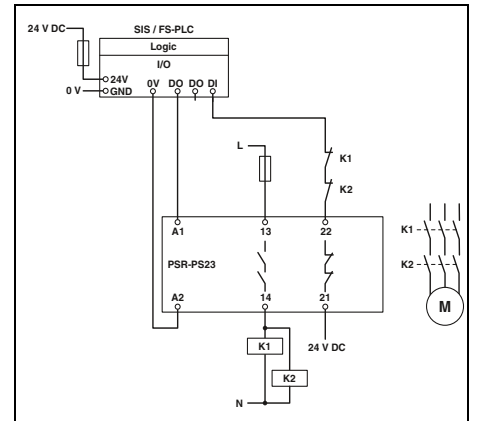 24 V DC
SIS / FS-PLC
Logic
I/O
24V
0V DO DO DI
0 V
GND
L
K1
K2
A1 13 22
PSR-PS23
A2 14 21
K1
K2
M
K1
24 V DC
K2
N